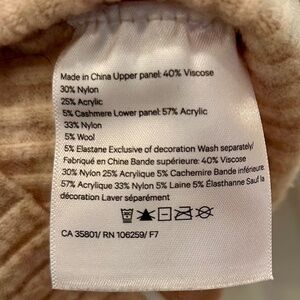 Made in China Upper panel: 40% Viscose
30% Nylon
25% Acrylic
5% Cashmere Lower panel: 57% Acrylic
33% Nylon
5% Wool
5% Elastane Exclusive of decoration Wash separately/
Fabriqué en Chine Bande supérieure: 40% Viscose
30% Nylon 25% Acrylique 5% Cachemire Bande inférieure:
57% Acrylique 33% Nylon 5% Laine 5% Élasthanne Sauf la
décoration Laver séparément
CA 35801/ RN 106259/ F7